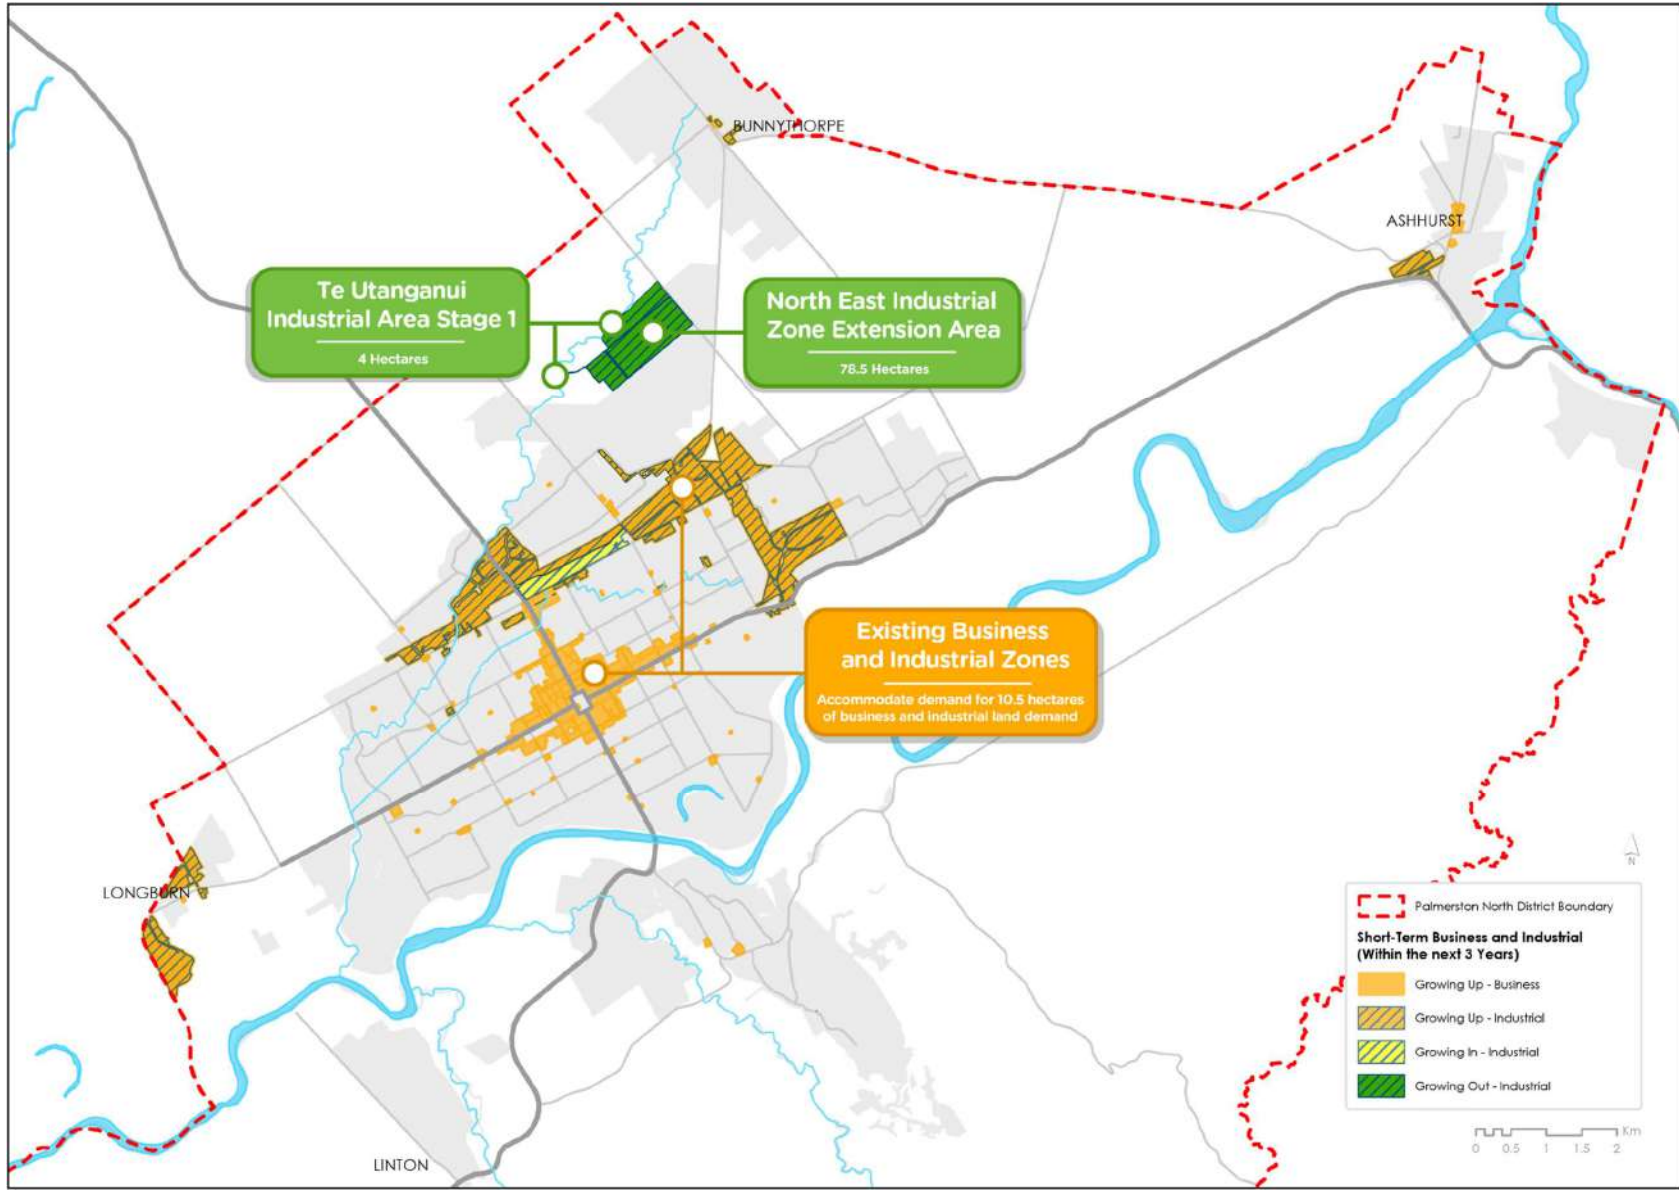 BUNNYTHORPE
ASHHURST
Te Utanganui
Industrial Area Stage 1
4 Hectares
North East Industrial
Zone Extension Area
78.5 Hectares
Existing Business
and Industrial Zones
Accommodate demand for 10.5 hectares
of business and industrial land demand
LONGBURN
LINTON
N
Palmerston North District Boundary
Short-Term Business and Industrial
(Within the next 3 Years)
Growing Up - Business
Growing Up - Industrial
Growing In - Industrial
Growing Out - Industrial
Km
0 0.5 1 1.5 2